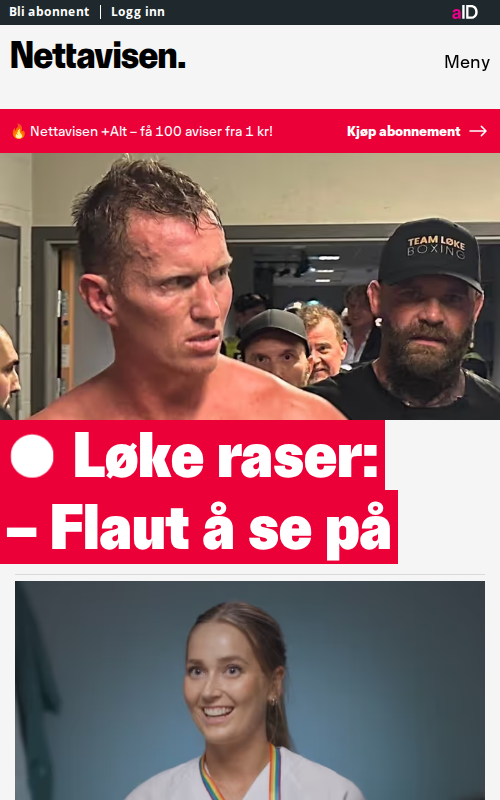 Bli abonnent
Logg inn
aID
Nettavisen.
Meny
🔥 Nettavisen +Alt – få 100 aviser fra 1 kr!
Kjøp abonnement →
TEAM LØKE
BOXING
Løke raser:
– Flaut å se på